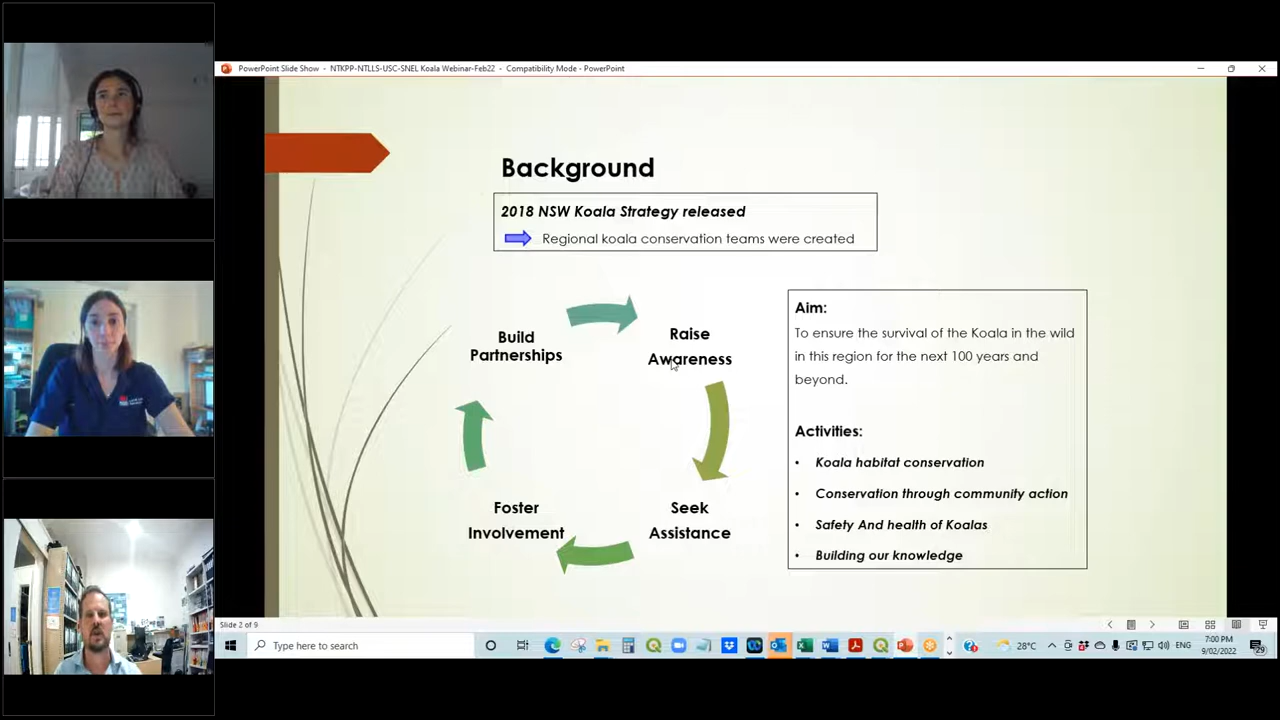 PowerPoint Slide Show - NTKPP-NTLLS-USC-SNEL Koala Webinar-Feb22 - Compatibility Mode - PowerPoint
Background
2018 NSW Koala Strategy released
Regional koala conservation teams were created
Build
Partnerships
Raise
Awareness
Seek
Assistance
Foster
Involvement
Aim:
To ensure the survival of the Koala in the wild
in this region for the next 100 years and
beyond.
Activities:
• Koala habitat conservation
• Conservation through community action
• Safety And health of Koalas
• Building our knowledge
Slide 2 of 9
Type here to search
28°C
ENG
7:00 PM
9/02/2022
29